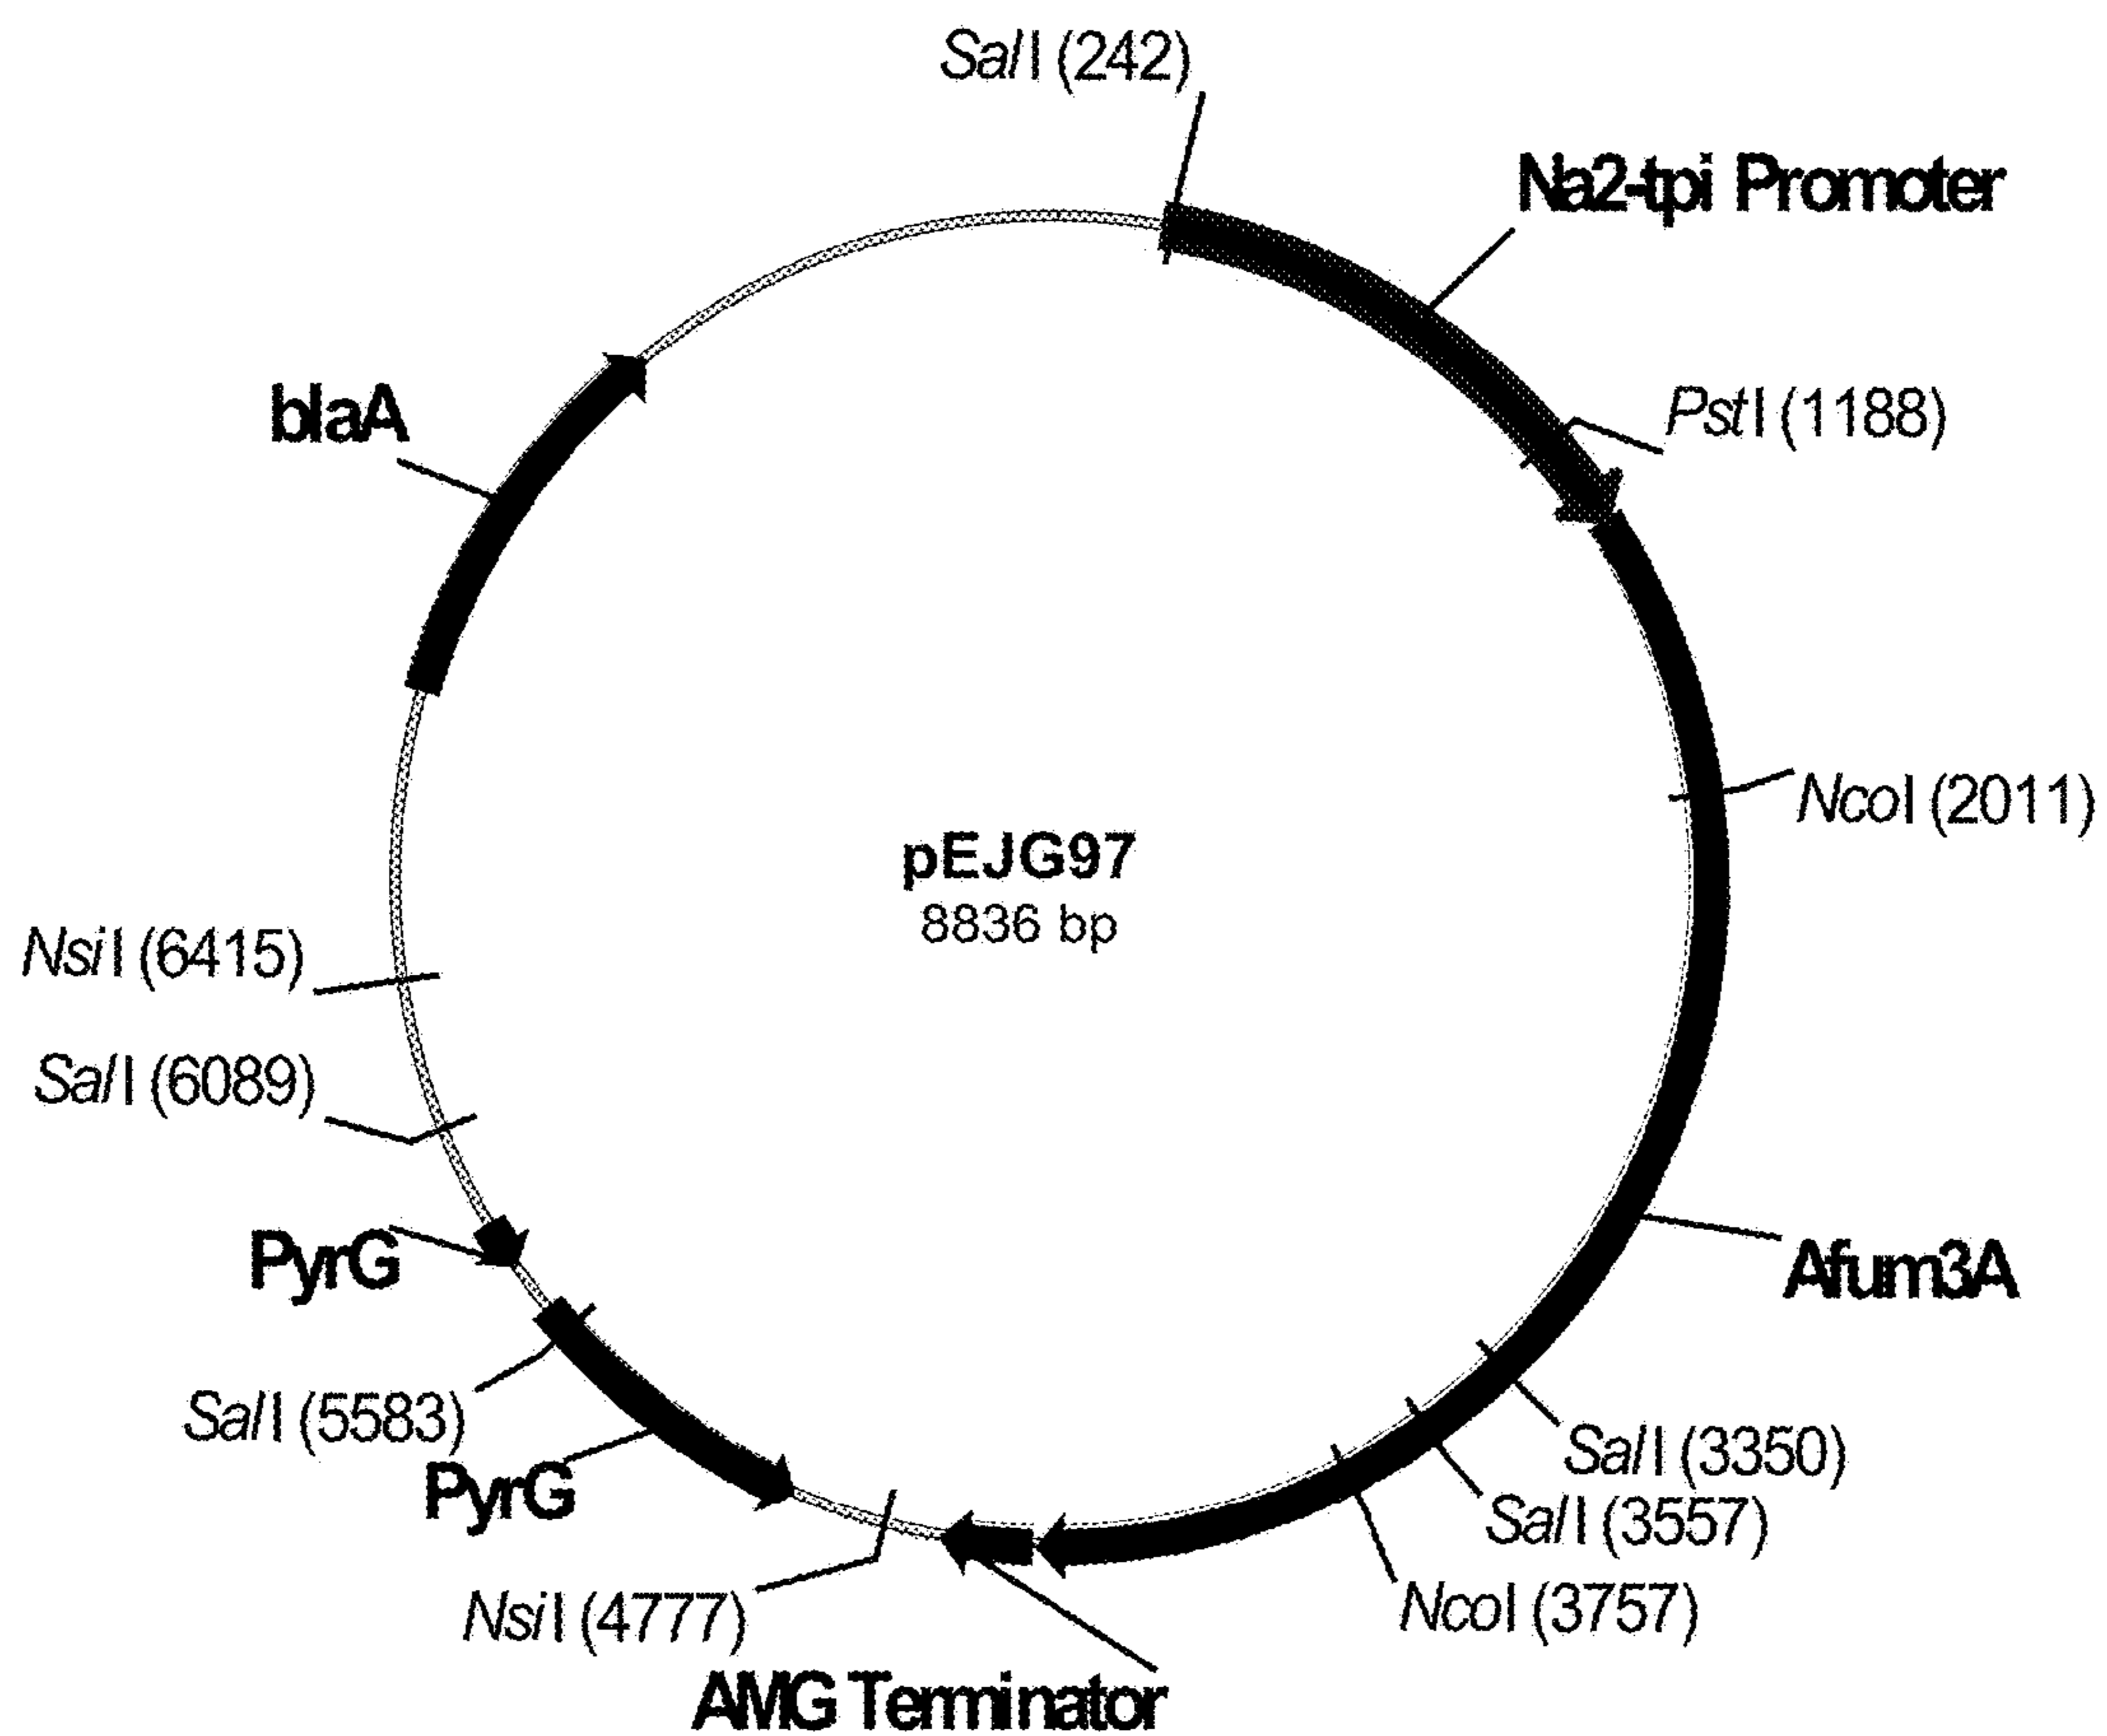 SalI (242)
Na2-tpi Promoter
blaA
PstI (1188)
NcoI (2011)
pEJG97
8836 bp
NsiI (6415)
SalI (6089)
PyrG
Afum3A
SalI (5583)
PyrG
SalI (3350)
SalI (3557)
NcoI (3757)
NsiI (4777)
AMG Terminator